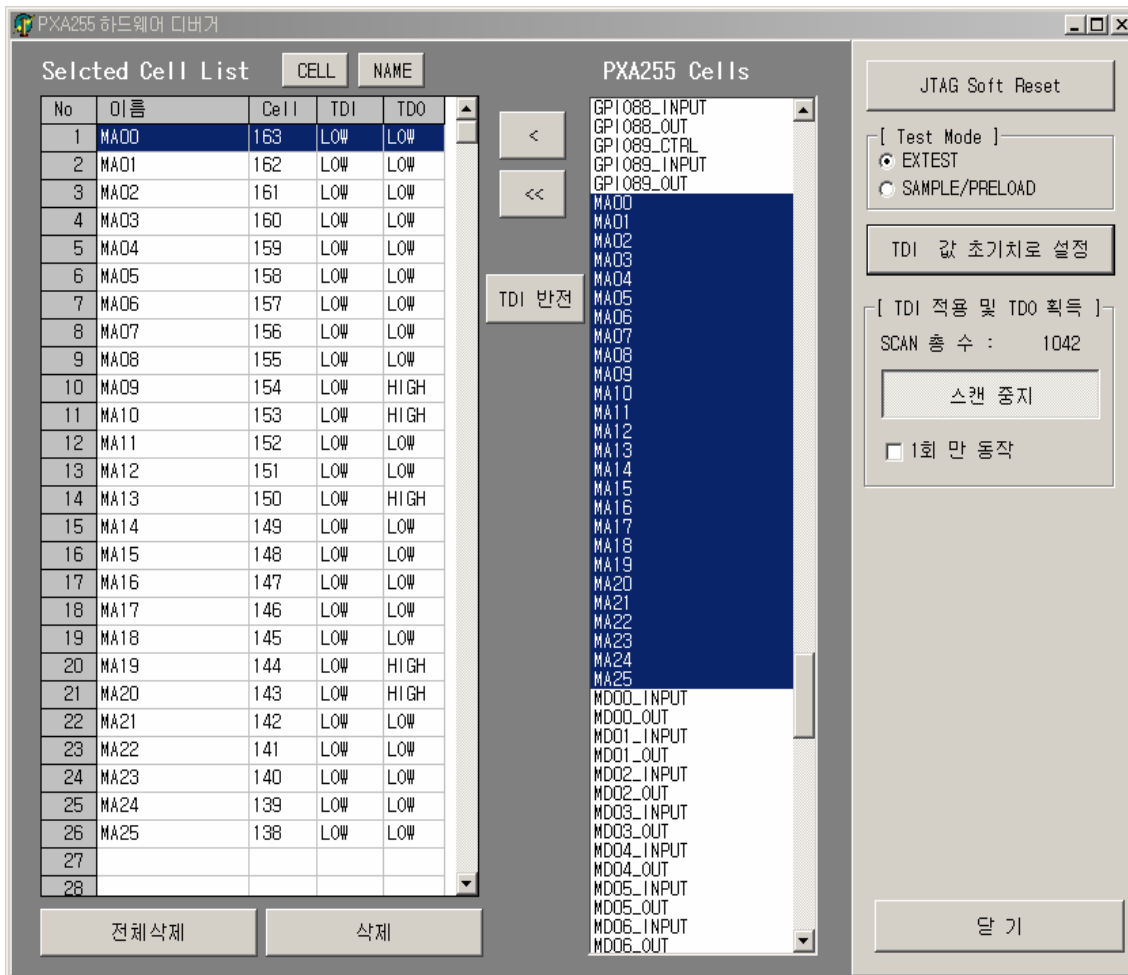 PXA255 하드웨어 디버거
Selcted Cell List
CELL
NAME
No 이름 Cell TDI TDO
1 MA00 163 LOW LOW
2 MA01 162 LOW LOW
3 MA02 161 LOW LOW
4 MA03 160 LOW LOW
5 MA04 159 LOW LOW
6 MA05 158 LOW LOW
7 MA06 157 LOW LOW
8 MA07 156 LOW LOW
9 MA08 155 LOW LOW
10 MA09 154 LOW HIGH
11 MA10 153 LOW HIGH
12 MA11 152 LOW LOW
13 MA12 151 LOW LOW
14 MA13 150 LOW HIGH
15 MA14 149 LOW LOW
16 MA15 148 LOW LOW
17 MA16 147 LOW LOW
18 MA17 146 LOW LOW
19 MA18 145 LOW LOW
20 MA19 144 LOW HIGH
21 MA20 143 LOW HIGH
22 MA21 142 LOW LOW
23 MA22 141 LOW LOW
24 MA23 140 LOW LOW
25 MA24 139 LOW LOW
26 MA25 138 LOW LOW
27
28
전체삭제
삭제
<
<<
TDI 반전
PXA255 Cells
GPIO88_INPUT
GPIO88_OUT
GPIO89_CTRL
GPIO89_INPUT
GPIO89_OUT
MA00
MA01
MA02
MA03
MA04
MA05
MA06
MA07
MA08
MA09
MA10
MA11
MA12
MA13
MA14
MA15
MA16
MA17
MA18
MA19
MA20
MA21
MA22
MA23
MA24
MA25
MD00_INPUT
MD00_OUT
MD01_INPUT
MD01_OUT
MD02_INPUT
MD02_OUT
MD03_INPUT
MD03_OUT
MD04_INPUT
MD04_OUT
MD05_INPUT
MD05_OUT
MD06_INPUT
MD06_OUT
JTAG Soft Reset
[ Test Mode ]
EXTEST
SAMPLE/PRELOAD
TDI 값 초기치로 설정
[ TDI 적용 및 TDO 획득 ]
SCAN 총 수 : 1042
스캔 중지
1회 만 동작
닫 기